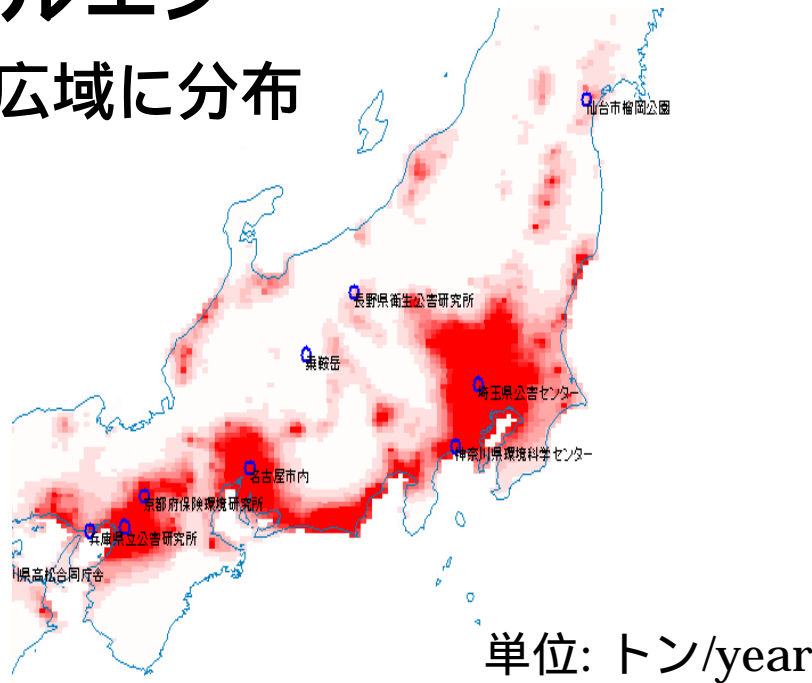 ルエン
広域に分布
仙台市榴岡公園
長野県衛生公害研究所
乗鞍岳
埼玉県公害センター
神奈川県環境科学センター
名古屋市内
京都府保険環境研究所
兵庫県立公害研究所
川県高松合同庁舎
単位: トン/year